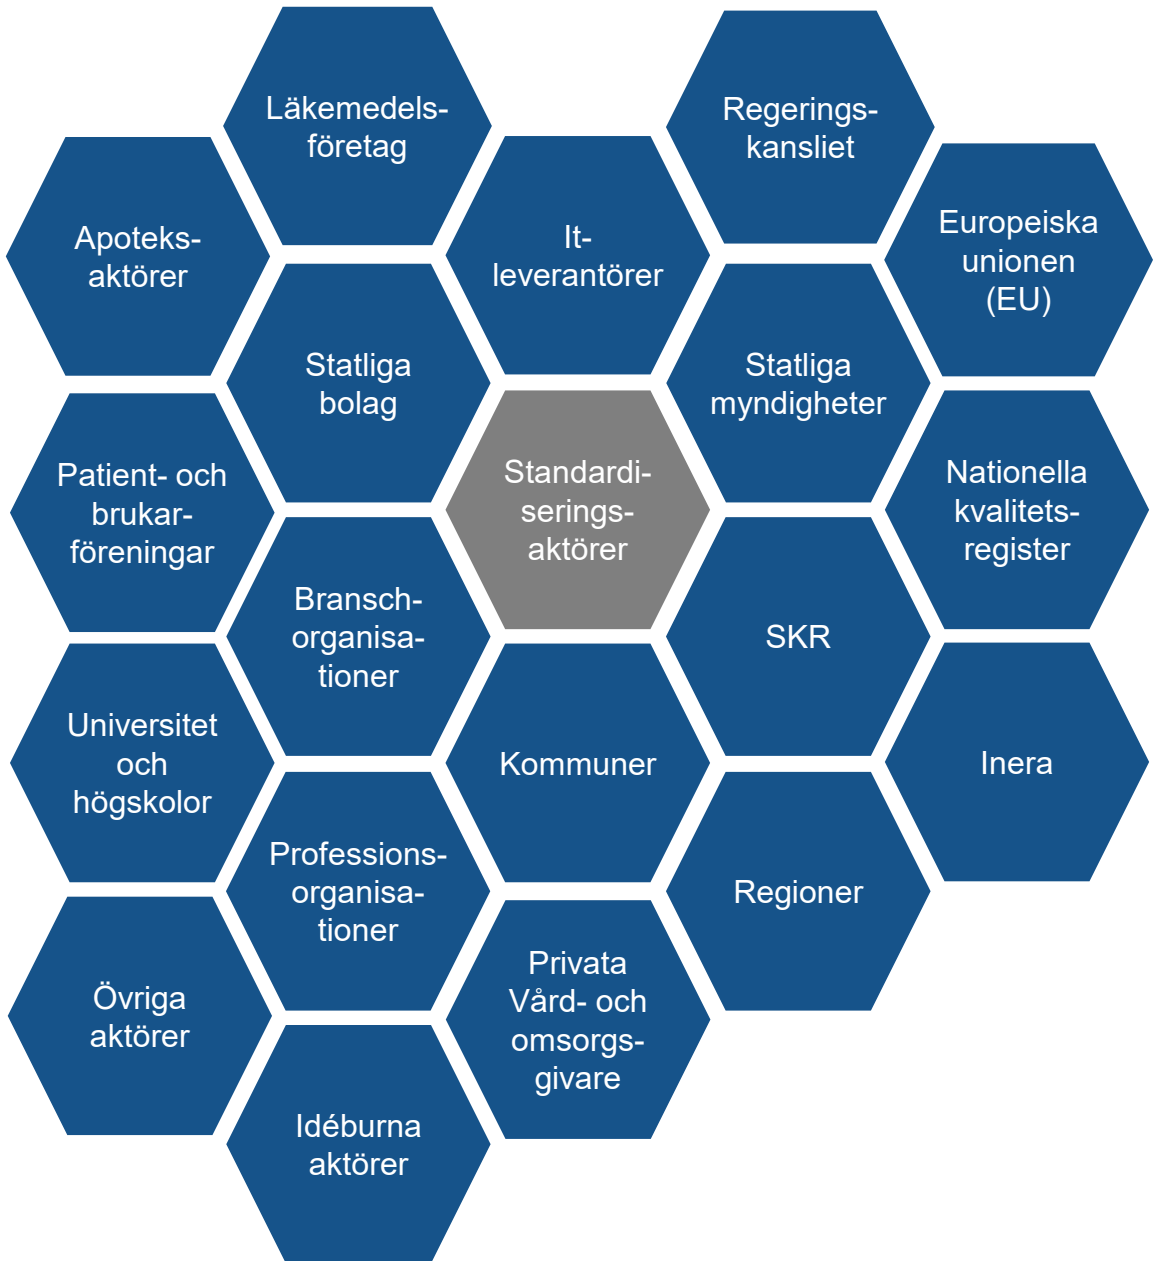 Läkemedels-
företag
Regerings-
kansliet
Apoteks-
aktörer
It-
leverantörer
Europeiska
unionen
(EU)
Statliga
bolag
Statliga
myndigheter
Patient- och
brukar-
föreningar
Standardi-
serings-
aktörer
Nationella
kvalitets-
register
Bransch-
organisa-
tioner
SKR
Universitet
och
högskolor
Kommuner
Inera
Professions-
organisa-
tioner
Regioner
Övriga
aktörer
Privata
Vård- och
omsorgs-
givare
Idéburna
aktörer